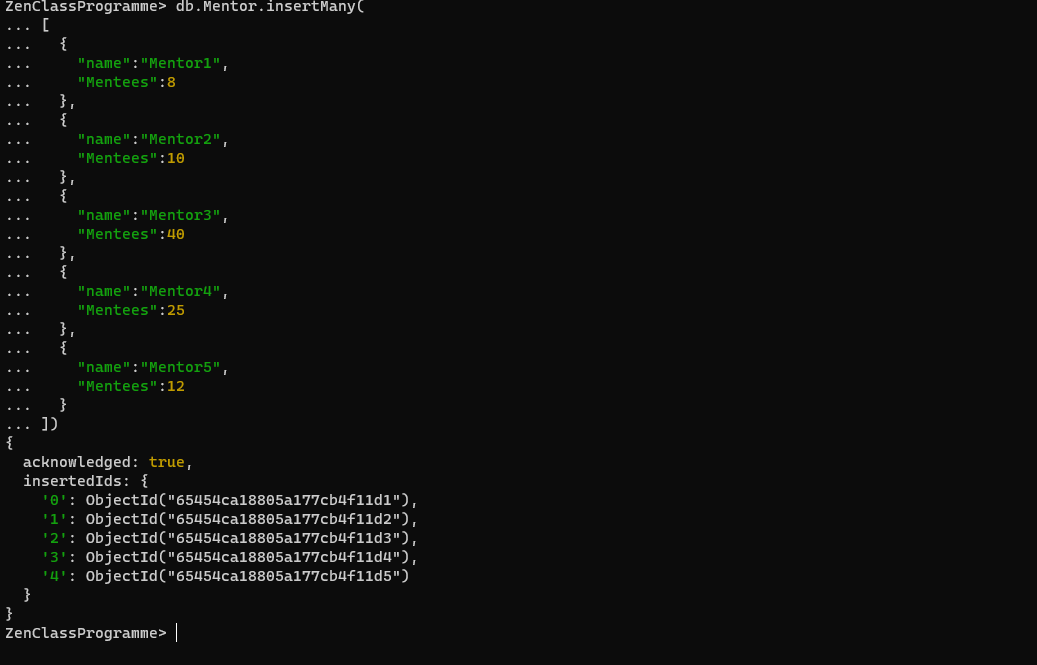 ZenClassProgramme> db.Mentor.insertMany(
... [
...   {
...     "name":"Mentor1",
...     "Mentees":8
...   },
...   {
...     "name":"Mentor2",
...     "Mentees":10
...   },
...   {
...     "name":"Mentor3",
...     "Mentees":40
...   },
...   {
...     "name":"Mentor4",
...     "Mentees":25
...   },
...   {
...     "name":"Mentor5",
...     "Mentees":12
...   }
... ])
{
  acknowledged: true,
  insertedIds: {
    '0': ObjectId("65454ca18805a177cb4f11d1"),
    '1': ObjectId("65454ca18805a177cb4f11d2"),
    '2': ObjectId("65454ca18805a177cb4f11d3"),
    '3': ObjectId("65454ca18805a177cb4f11d4"),
    '4': ObjectId("65454ca18805a177cb4f11d5")
  }
}
ZenClassProgramme>